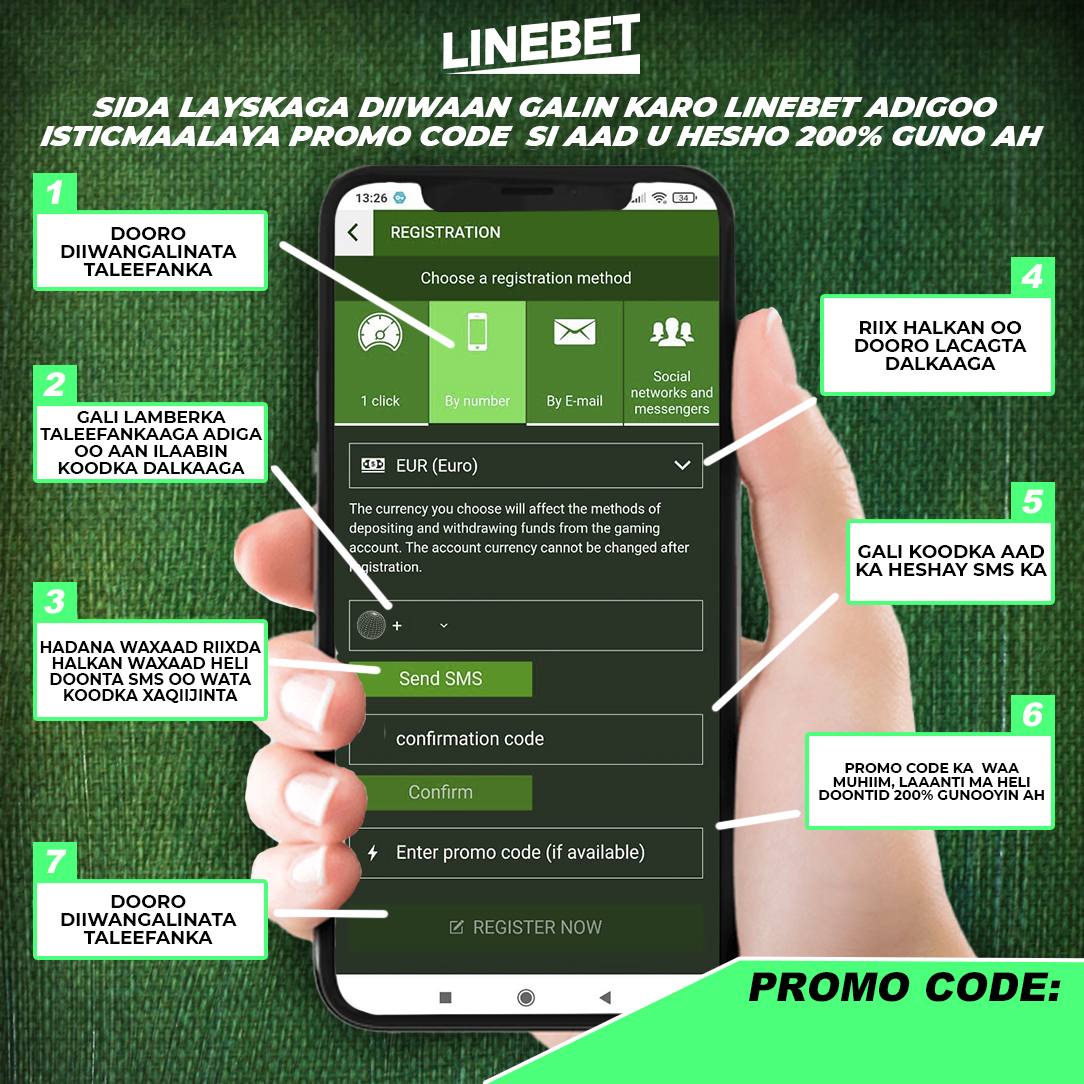 LINEBET
SIDA LAYSKAGA DIIWAAN GALIN KARO LINEBET ADIGOO
ISTICMAALAYA PROMO CODE SI AAD U HESHO 200% GUNO AH
1
DOORO
DIIWANGALINATA
TALEEFANKA
2
GALI LAMBERKA
TALEEFANKAAGA ADIGA
OO AAN ILAABIN
KOODKA DALKAAGA
3
HADANA WAXAAD RIIXDA
HALKAN WAXAAD HELI
DOONTA SMS OO WATA
KOODKA XAQIIJINTA
7
DOORO
DIIWANGALINATA
TALEEFANKA
13:26
34
REGISTRATION
Choose a registration method
1 click
By number
By E-mail
Social
networks and
messengers
EUR (Euro)
The currency you choose will affect the methods of
depositing and withdrawing funds from the gaming
account. The account currency cannot be changed after
registration.
+
Send SMS
confirmation code
Confirm
Enter promo code (if available)
REGISTER NOW
4
RIIX HALKAN OO
DOORO LACAGTA
DALKAAGA
5
GALI KOODKA AAD
KA HESHAY SMS KA
6
PROMO CODE KA WAA
MUHIIM, LAAANTI MA HELI
DOONTID 200% GUNOOYIN AH
PROMO CODE: